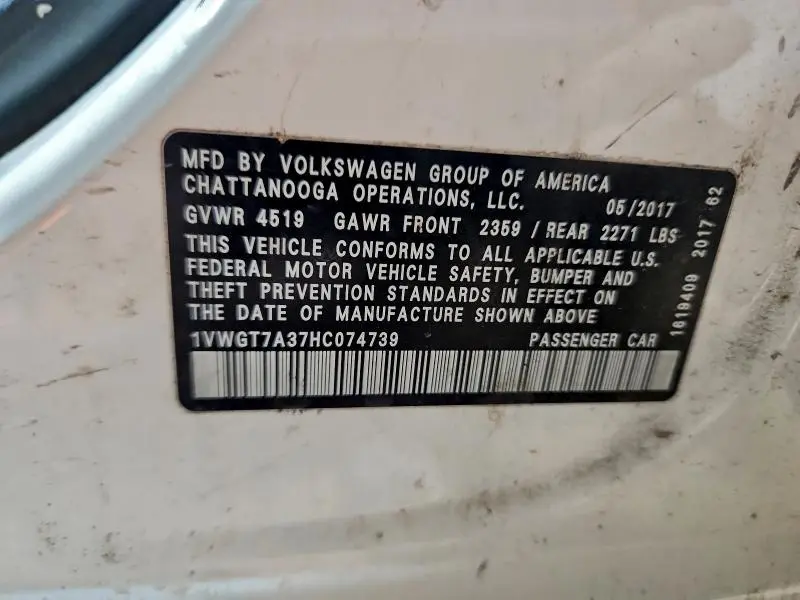 MFD BY VOLKSWAGEN GROUP OF AMERICA
CHATTANOOGA OPERATIONS, LLC. 05/2017
GVWR 4519 GAWR FRONT 2359 / REAR 2271 LBS
THIS VEHICLE CONFORMS TO ALL APPLICABLE U.S.
FEDERAL MOTOR VEHICLE SAFETY, BUMPER AND
THEFT PREVENTION STANDARDS IN EFFECT ON
THE DATE OF MANUFACTURE SHOWN ABOVE
1VWGT7A37HC074739 PASSENGER CAR
1619409 2017 62